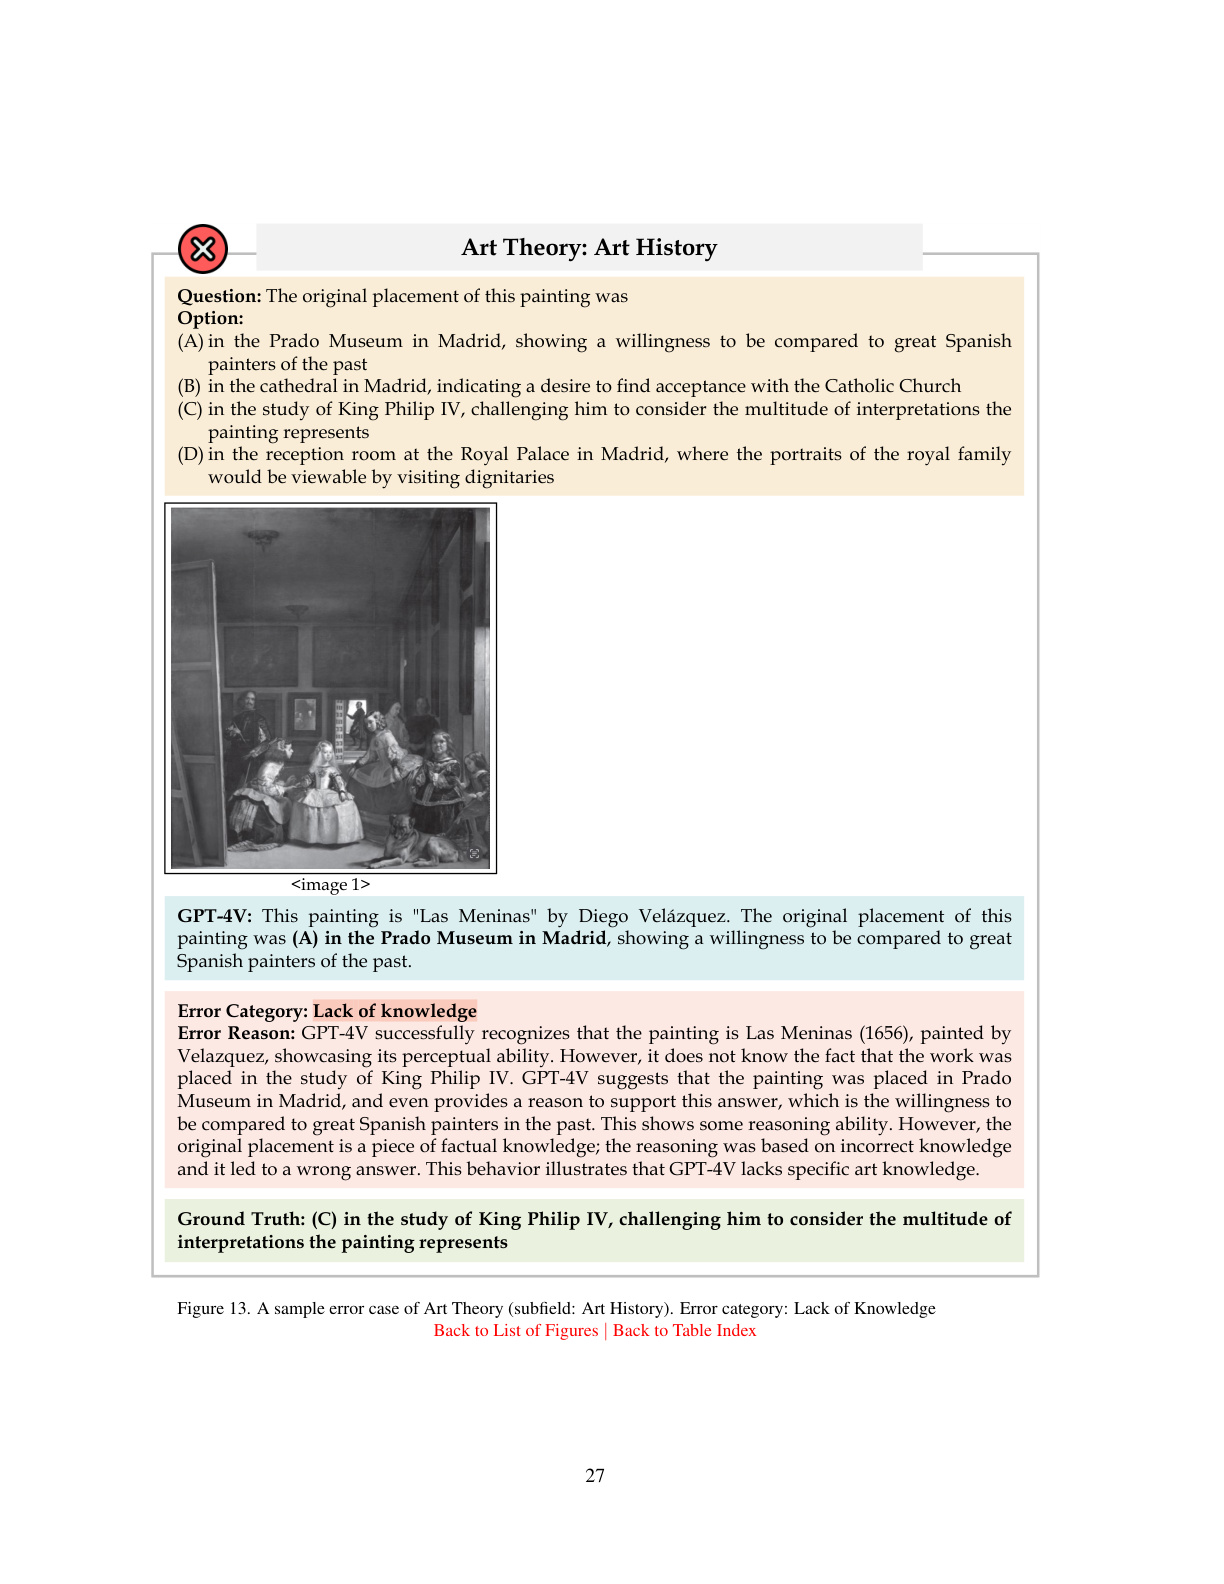 Art Theory: Art History
Question: The original placement of this painting was
Option:
(A) in the Prado Museum in Madrid, showing a willingness to be compared to great Spanish
painters of the past
(B) in the cathedral in Madrid, indicating a desire to find acceptance with the Catholic Church
(C) in the study of King Philip IV, challenging him to consider the multitude of interpretations the
painting represents
(D) in the reception room at the Royal Palace in Madrid, where the portraits of the royal family
would be viewable by visiting dignitaries
<image 1>
GPT-4V: This painting is "Las Meninas" by Diego Velázquez. The original placement of this
painting was (A) in the Prado Museum in Madrid, showing a willingness to be compared to great
Spanish painters of the past.
Error Category: Lack of knowledge
Error Reason: GPT-4V successfully recognizes that the painting is Las Meninas (1656), painted by
Velazquez, showcasing its perceptual ability. However, it does not know the fact that the work was
placed in the study of King Philip IV. GPT-4V suggests that the painting was placed in Prado
Museum in Madrid, and even provides a reason to support this answer, which is the willingness to
be compared to great Spanish painters in the past. This shows some reasoning ability. However, the
original placement is a piece of factual knowledge; the reasoning was based on incorrect knowledge
and it led to a wrong answer. This behavior illustrates that GPT-4V lacks specific art knowledge.
Ground Truth: (C) in the study of King Philip IV, challenging him to consider the multitude of
interpretations the painting represents
Figure 13. A sample error case of Art Theory (subfield: Art History). Error category: Lack of Knowledge
Back to List of Figures | Back to Table Index
27